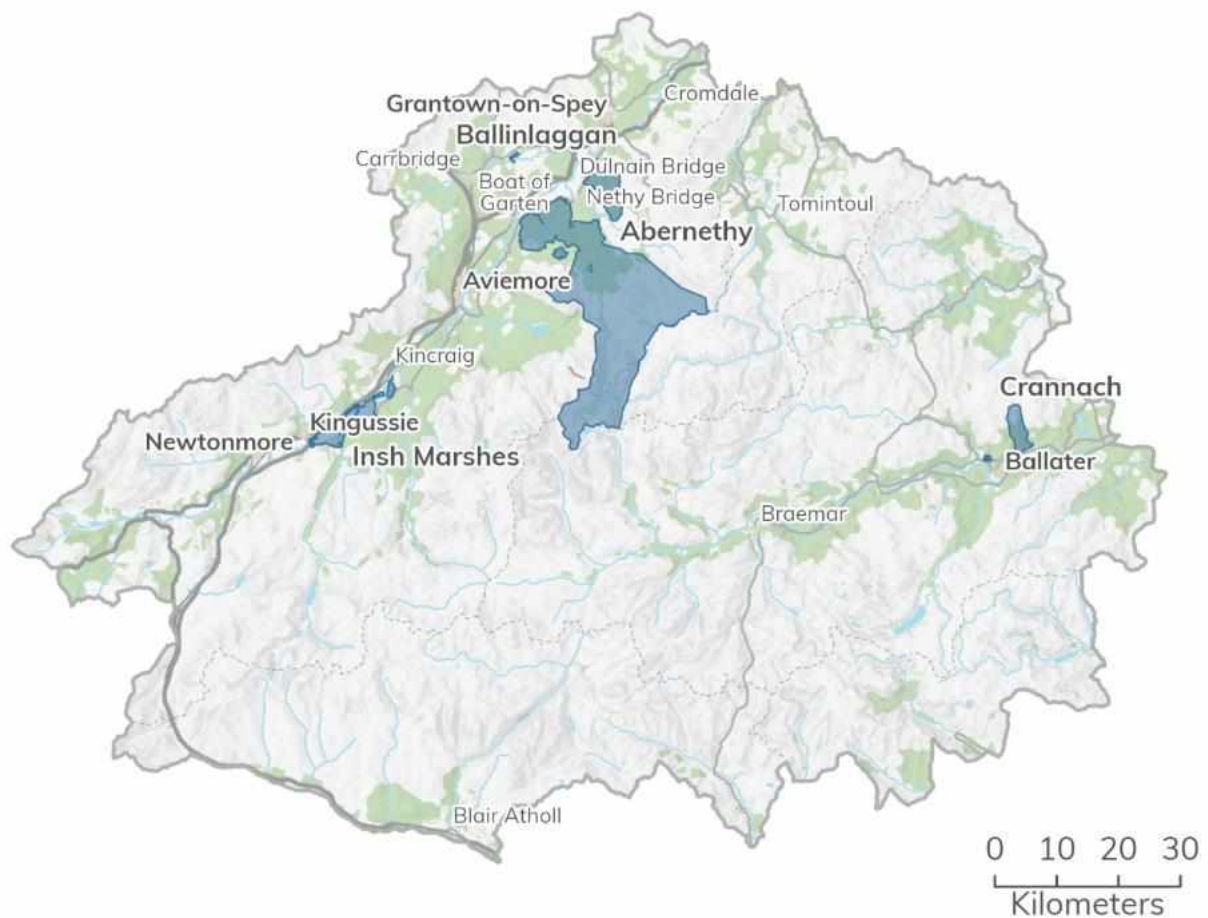 Cromdale
Grantown-on-Spey
Ballinlaggan
Carrbridge
Dulnain Bridge
Boat of
Garten
Nethy Bridge
Tomintoul
Abernethy
Aviemore
Kincraig
Crannach
Kingussie
Newtonmore
Insh Marshes
Ballater
Braemar
Blair Atholl
0 10 20 30
Kilometers